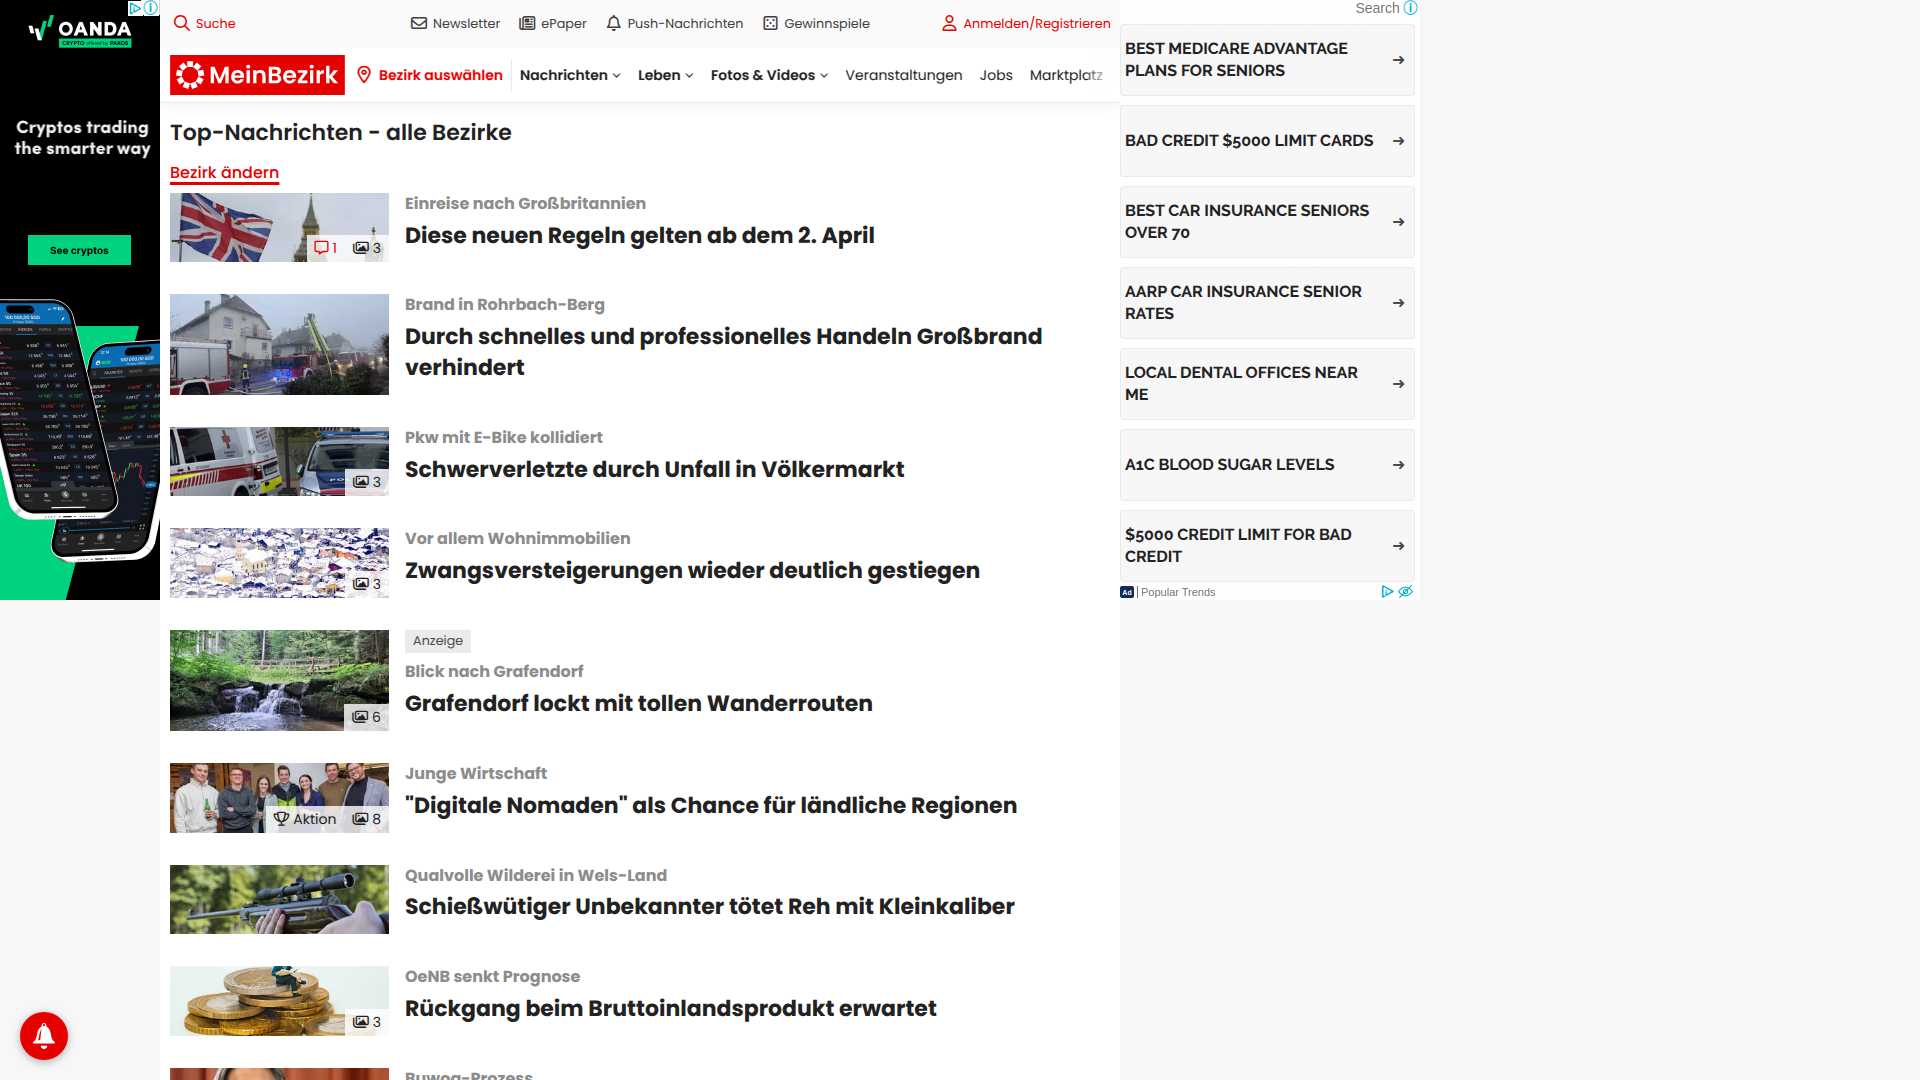 OANDA
CRYPTO offered by PAXOS
Cryptos trading
the smarter way
See cryptos
Suche
Newsletter
ePaper
Push-Nachrichten
Gewinnspiele
Anmelden/Registrieren
MeinBezirk
Bezirk auswählen
Nachrichten
Leben
Fotos & Videos
Veranstaltungen
Jobs
Marktplatz
Top-Nachrichten - alle Bezirke
Bezirk ändern
1
3
Einreise nach Großbritannien
Diese neuen Regeln gelten ab dem 2. April
Brand in Rohrbach-Berg
Durch schnelles und professionelles Handeln Großbrand
verhindert
3
Pkw mit E-Bike kollidiert
Schwerverletzte durch Unfall in Völkermarkt
3
Vor allem Wohnimmobilien
Zwangsversteigerungen wieder deutlich gestiegen
6
Anzeige
Blick nach Grafendorf
Grafendorf lockt mit tollen Wanderrouten
Aktion
8
Junge Wirtschaft
"Digitale Nomaden" als Chance für ländliche Regionen
Qualvolle Wilderei in Wels-Land
Schießwütiger Unbekannter tötet Reh mit Kleinkaliber
3
OeNB senkt Prognose
Rückgang beim Bruttoinlandsprodukt erwartet
Buwog-Prozess
Search
BEST MEDICARE ADVANTAGE
PLANS FOR SENIORS
BAD CREDIT $5000 LIMIT CARDS
BEST CAR INSURANCE SENIORS
OVER 70
AARP CAR INSURANCE SENIOR
RATES
LOCAL DENTAL OFFICES NEAR
ME
A1C BLOOD SUGAR LEVELS
$5000 CREDIT LIMIT FOR BAD
CREDIT
Ad
Popular Trends